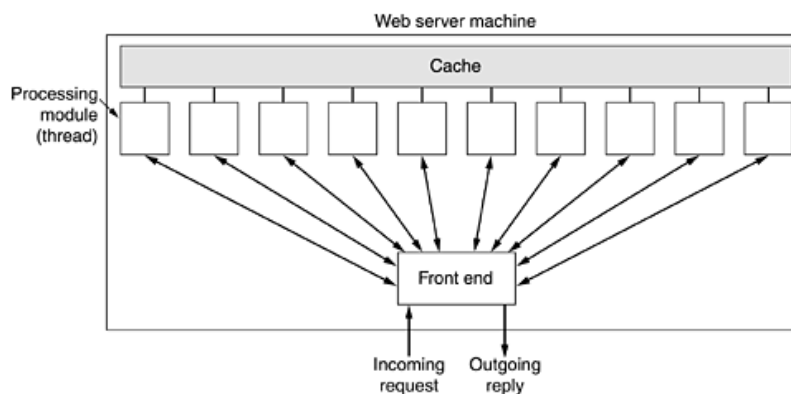 Web server machine
Cache
Processing
module
(thread)
Front end
Incoming
request
Outgoing
reply